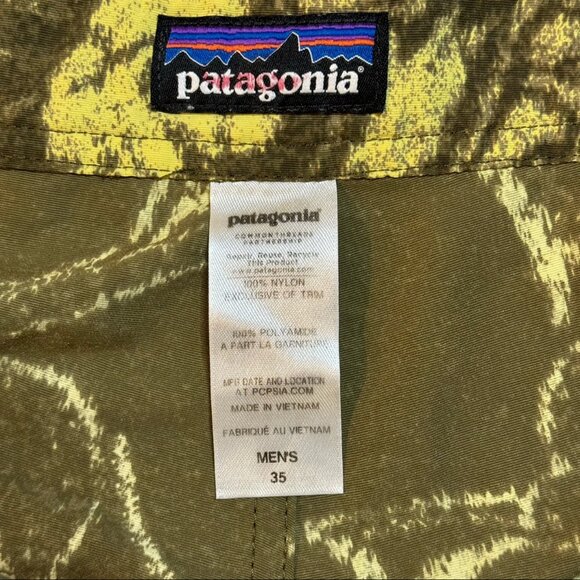 patagonia®
patagonia®
COMMON THREADS
PARTNERSHIP
Repair, Reuse, Recycle
This Product
www.patagonia.com
100% NYLON
EXCLUSIVE OF TRIM
100% POLYAMIDE
A PART LA GARNITURE
MFG DATE AND LOCATION
AT PCPSIA.COM
MADE IN VIETNAM
FABRIQUÉ AU VIETNAM
MEN'S
35